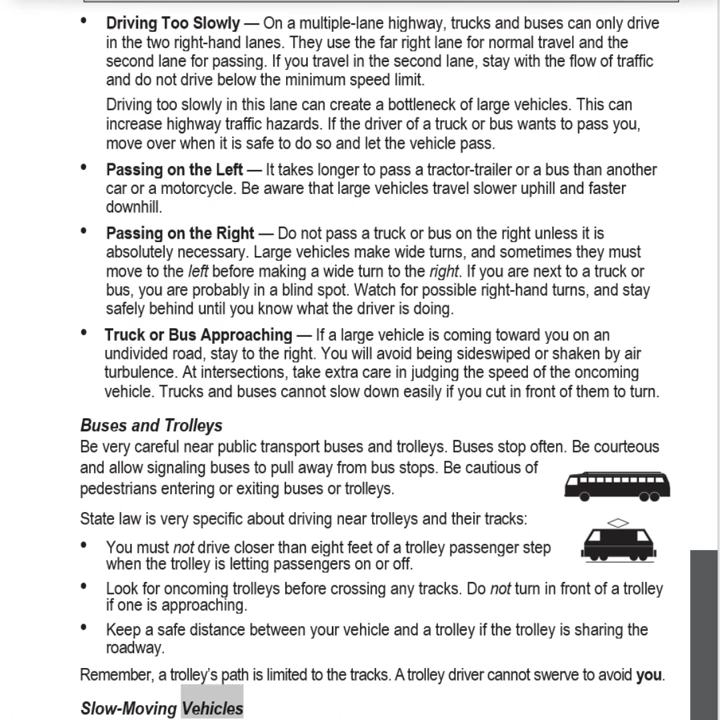 • Driving Too Slowly — On a multiple-lane highway, trucks and buses can only drive
in the two right-hand lanes. They use the far right lane for normal travel and the
second lane for passing. If you travel in the second lane, stay with the flow of traffic
and do not drive below the minimum speed limit.
Driving too slowly in this lane can create a bottleneck of large vehicles. This can
increase highway traffic hazards. If the driver of a truck or bus wants to pass you,
move over when it is safe to do so and let the vehicle pass.
• Passing on the Left — It takes longer to pass a tractor-trailer or a bus than another
car or a motorcycle. Be aware that large vehicles travel slower uphill and faster
downhill.
• Passing on the Right — Do not pass a truck or bus on the right unless it is
absolutely necessary. Large vehicles make wide turns, and sometimes they must
move to the left before making a wide turn to the right. If you are next to a truck or
bus, you are probably in a blind spot. Watch for possible right-hand turns, and stay
safely behind until you know what the driver is doing.
• Truck or Bus Approaching — If a large vehicle is coming toward you on an
undivided road, stay to the right. You will avoid being sideswiped or shaken by air
turbulence. At intersections, take extra care in judging the speed of the oncoming
vehicle. Trucks and buses cannot slow down easily if you cut in front of them to turn.
Buses and Trolleys
Be very careful near public transport buses and trolleys. Buses stop often. Be courteous
and allow signaling buses to pull away from bus stops. Be cautious of
pedestrians entering or exiting buses or trolleys.
State law is very specific about driving near trolleys and their tracks:
• You must not drive closer than eight feet of a trolley passenger step
when the trolley is letting passengers on or off.
• Look for oncoming trolleys before crossing any tracks. Do not turn in front of a trolley
if one is approaching.
• Keep a safe distance between your vehicle and a trolley if the trolley is sharing the
roadway.
Remember, a trolley's path is limited to the tracks. A trolley driver cannot swerve to avoid you.
Slow-Moving Vehicles